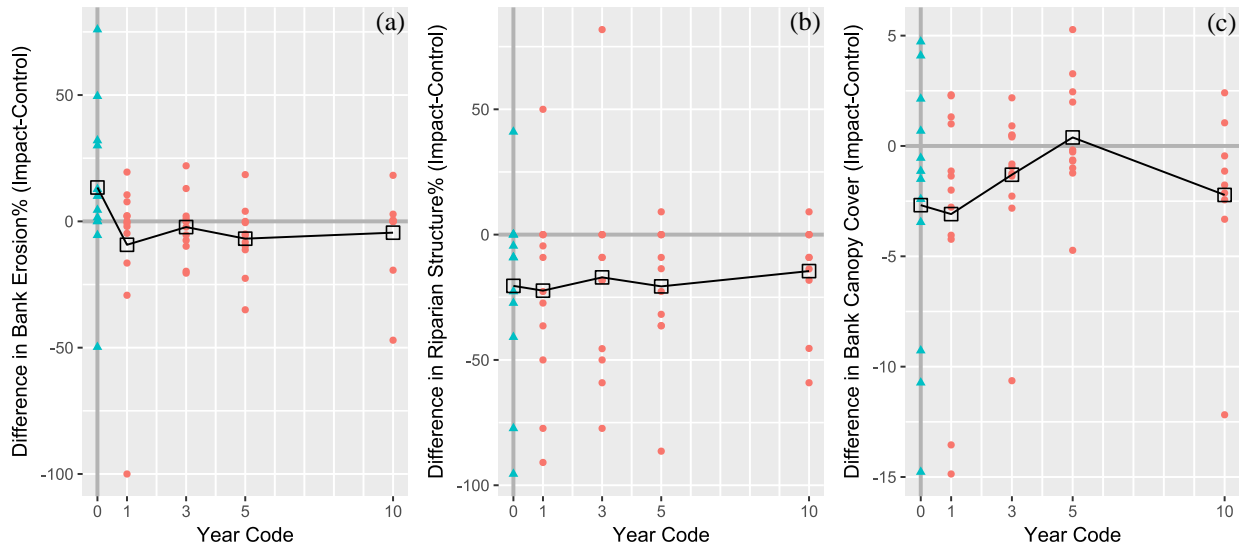 (a)
Difference in Bank Erosion% (Impact-Control)
50
0
-50
-100
0 1 3 5 10
Year Code
(b)
Difference in Riparian Structure% (Impact-Control)
50
0
-50
-100
0 1 3 5 10
Year Code
(c)
Difference in Bank Canopy Cover (Impact-Control)
5
0
-5
-10
-15
0 1 3 5 10
Year Code